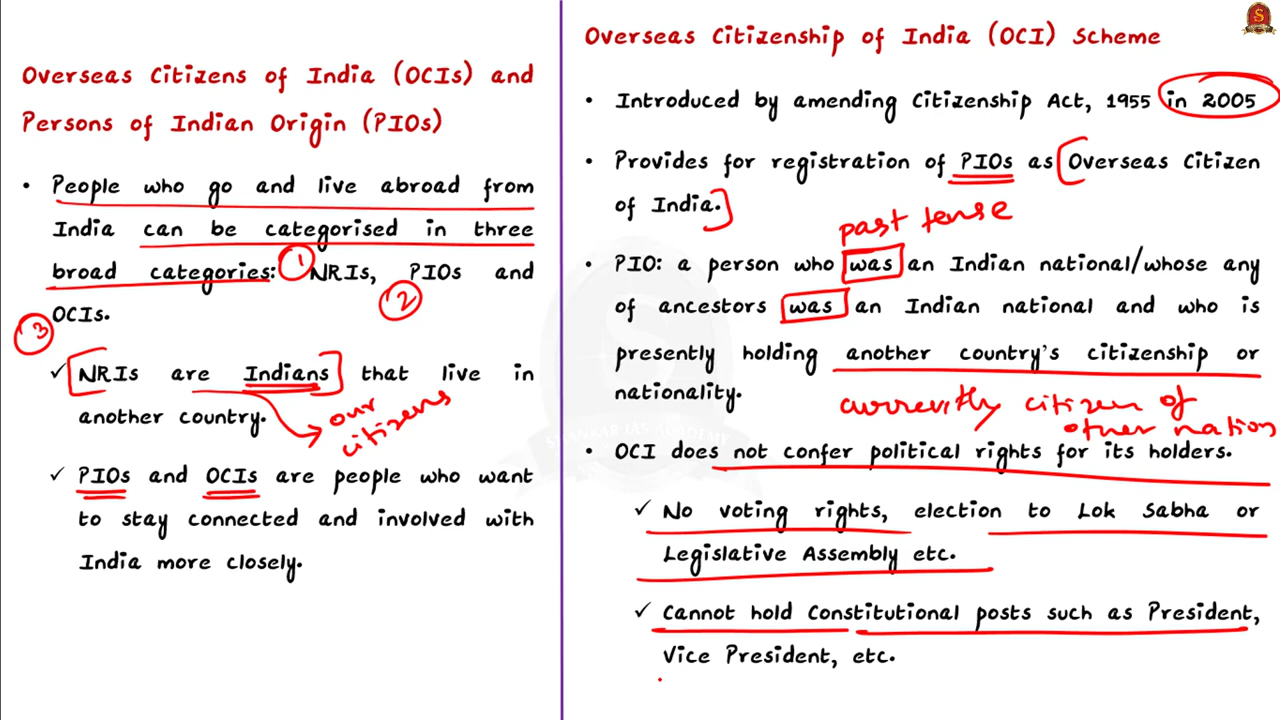 Overseas Citizens of India (OCIs) and
Persons of Indian Origin (PIOs)
• People who go and live abroad from
India can be categorised in three
broad categories: 1 NRIs, 2 PIOs and
3 OCIs.
✓ NRIs are Indians that live in
another country.
our
citizens
✓ PIOs and OCIs are people who want
to stay connected and involved with
India more closely.
Overseas Citizenship of India (OCI) Scheme
• Introduced by amending Citizenship Act, 1955 in 2005
• Provides for registration of PIOs as [Overseas Citizen
of India.]
past tense
• PIO: a person who was an Indian national/whose any
of ancestors was an Indian national and who is
presently holding another country's citizenship or
nationality.
currently citizen of
other nation
• OCI does not confer political rights for its holders.
✓ No voting rights, election to Lok Sabha or
Legislative Assembly etc.
✓ Cannot hold Constitutional posts such as President,
Vice President, etc.
SHANKAR IAS ACADEMY